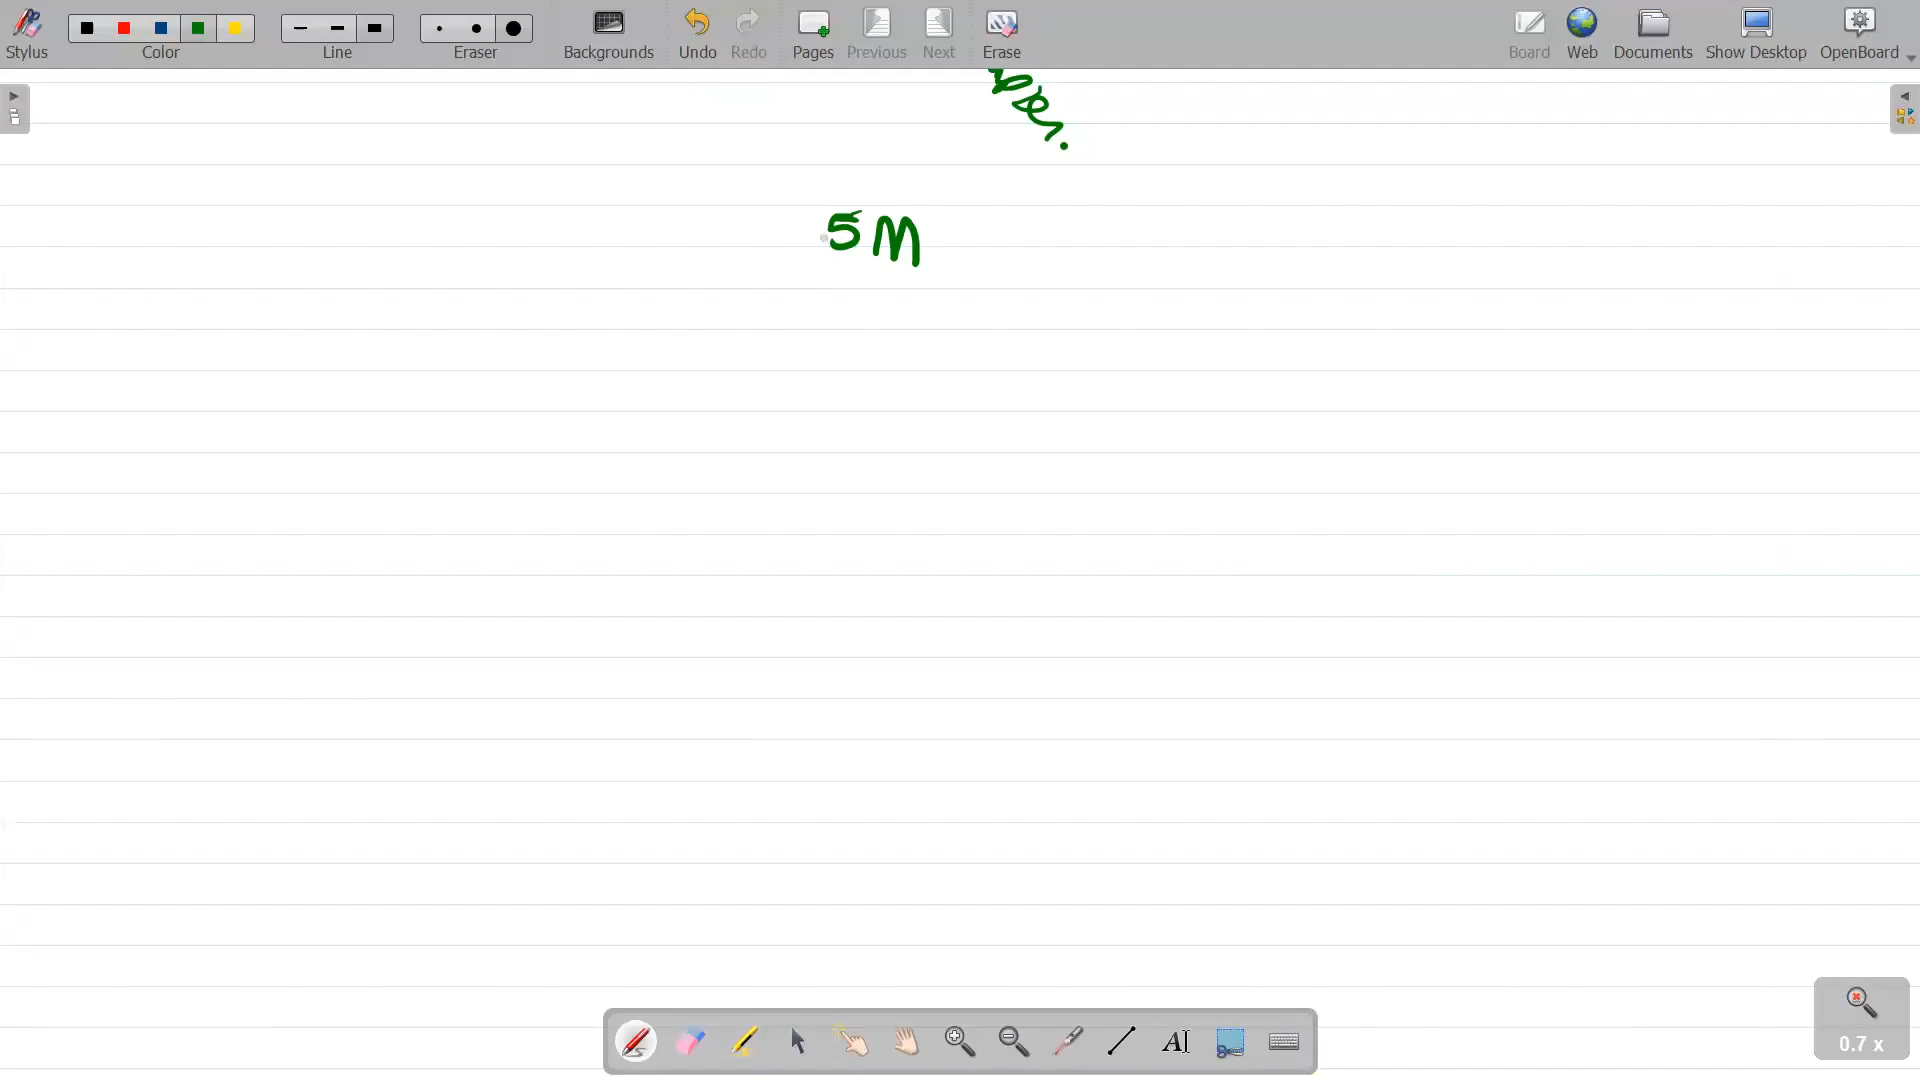 Stylus Color Line Eraser Backgrounds Undo Redo Pages Previous Next Erase Board Web Documents Show Desktop OpenBoard
5 M
0.7 x